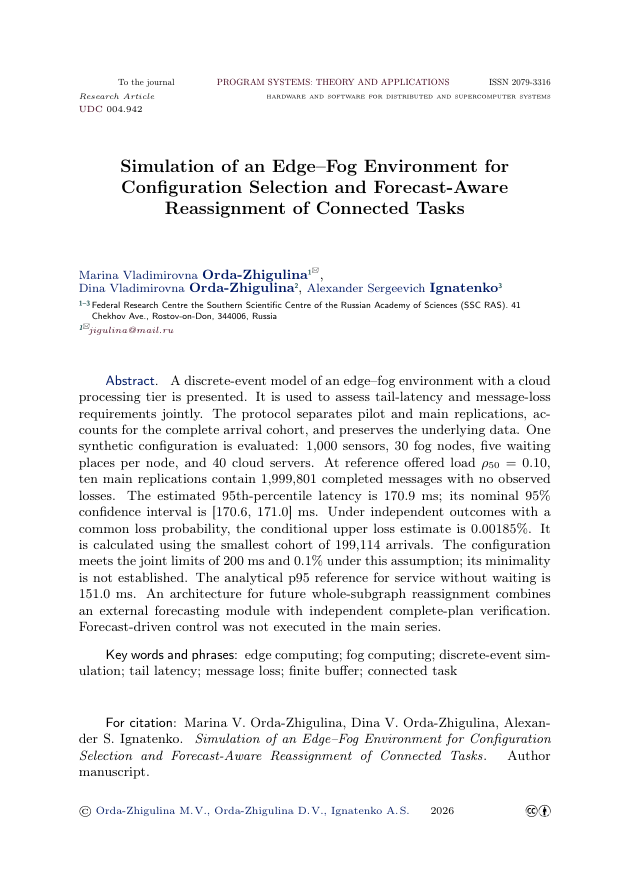 To the journal PROGRAM SYSTEMS: THEORY AND APPLICATIONS ISSN 2079-3316
Research Article HARDWARE AND SOFTWARE FOR DISTRIBUTED AND SUPERCOMPUTER SYSTEMS
UDC 004.942
Simulation of an Edge–Fog Environment for
Configuration Selection and Forecast-Aware
Reassignment of Connected Tasks
Marina Vladimirovna Orda-Zhigulina1✉,
Dina Vladimirovna Orda-Zhigulina2, Alexander Sergeevich Ignatenko3
1–3 Federal Research Centre the Southern Scientific Centre of the Russian Academy of Sciences (SSC RAS). 41
Chekhov Ave., Rostov-on-Don, 344006, Russia
1✉jigulina@mail.ru
Abstract. A discrete-event model of an edge–fog environment with a cloud
processing tier is presented. It is used to assess tail-latency and message-loss
requirements jointly. The protocol separates pilot and main replications, ac-
counts for the complete arrival cohort, and preserves the underlying data. One
synthetic configuration is evaluated: 1,000 sensors, 30 fog nodes, five waiting
places per node, and 40 cloud servers. At reference offered load ρ50 = 0.10,
ten main replications contain 1,999,801 completed messages with no observed
losses. The estimated 95th-percentile latency is 170.9 ms; its nominal 95%
confidence interval is [170.6, 171.0] ms. Under independent outcomes with a
common loss probability, the conditional upper loss estimate is 0.00185%. It
is calculated using the smallest cohort of 199,114 arrivals. The configuration
meets the joint limits of 200 ms and 0.1% under this assumption; its minimality
is not established. The analytical p95 reference for service without waiting is
151.0 ms. An architecture for future whole-subgraph reassignment combines
an external forecasting module with independent complete-plan verification.
Forecast-driven control was not executed in the main series.
Key words and phrases: edge computing; fog computing; discrete-event sim-
ulation; tail latency; message loss; finite buffer; connected task
For citation: Marina V. Orda-Zhigulina, Dina V. Orda-Zhigulina, Alexan-
der S. Ignatenko. Simulation of an Edge–Fog Environment for Configuration
Selection and Forecast-Aware Reassignment of Connected Tasks. Author
manuscript.
© Orda-Zhigulina M. V., Orda-Zhigulina D. V., Ignatenko A. S. 2026